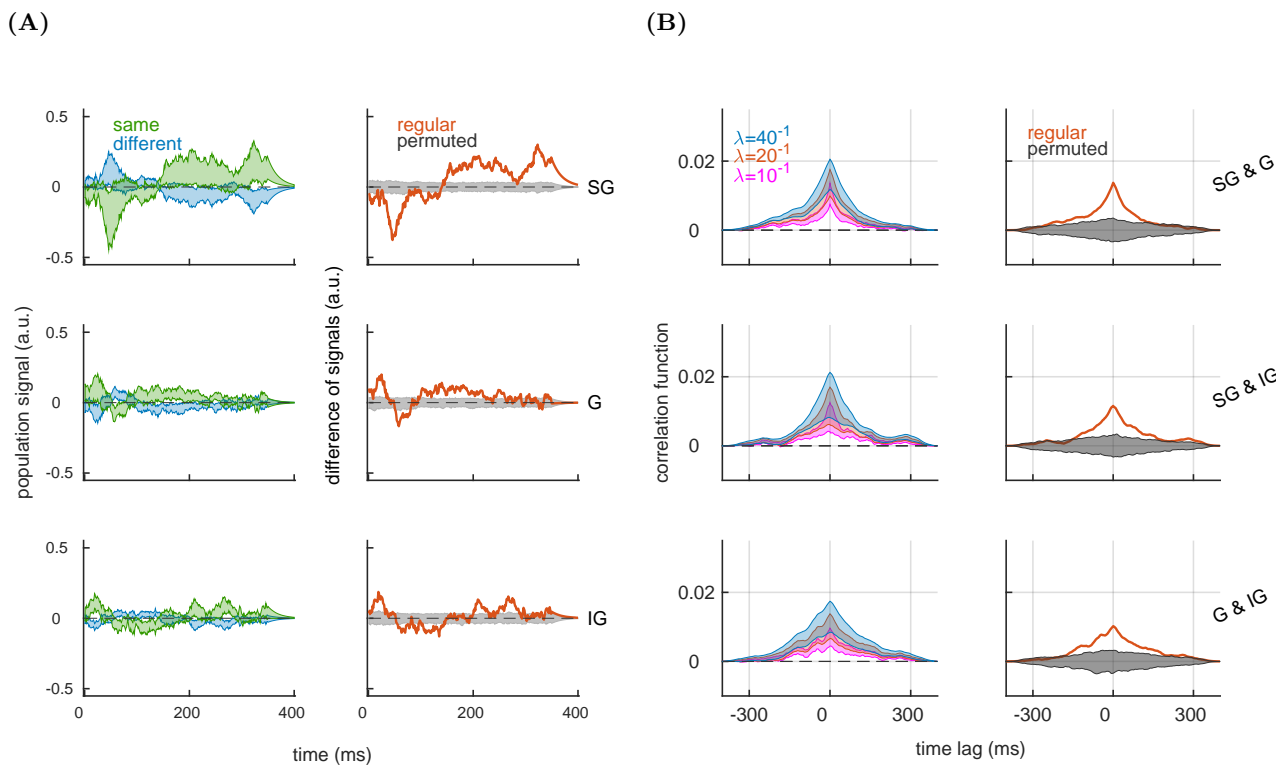 (A)
(B)
0.5
0
-0.5
same
different
regular
permuted
SG
0.5
0
-0.5
G
0.5
0
-0.5
IG
0
200
400
0
200
400
population signal (a.u.)
difference of signals (a.u.)
time (ms)
0.02
0
λ=40⁻¹
λ=20⁻¹
λ=10⁻¹
regular
permuted
SG & G
0.02
0
SG & IG
0.02
0
G & IG
-300
0
300
-300
0
300
correlation function
time lag (ms)